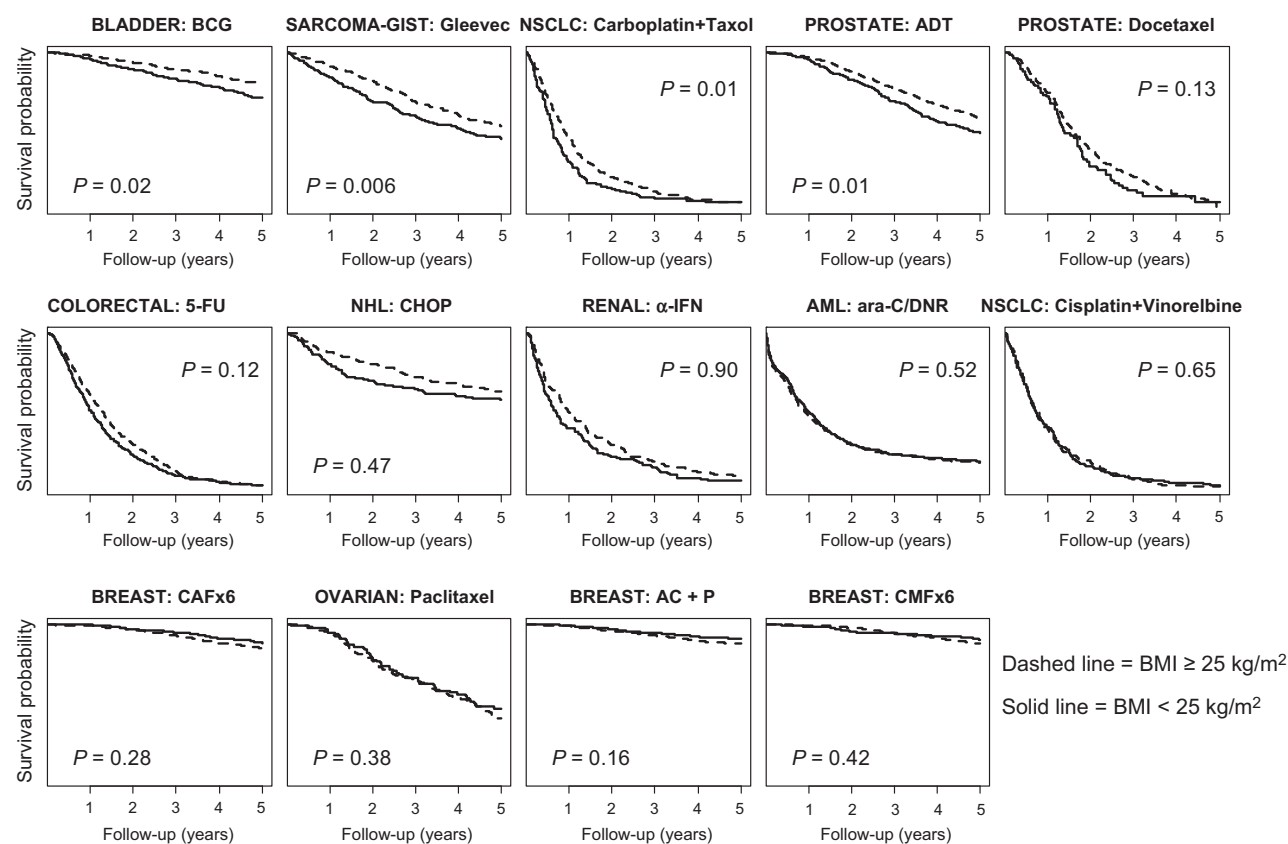 BLADDER: BCG
SARCOMA-GIST: Gleevec
NSCLC: Carboplatin+Taxol
PROSTATE: ADT
PROSTATE: Docetaxel
Survival probability
P = 0.02
P = 0.006
P = 0.01
P = 0.01
P = 0.13
1 2 3 4 5
1 2 3 4 5
1 2 3 4 5
1 2 3 4 5
1 2 3 4 5
Follow-up (years)
Follow-up (years)
Follow-up (years)
Follow-up (years)
Follow-up (years)
COLORECTAL: 5-FU
NHL: CHOP
RENAL: α-IFN
AML: ara-C/DNR
NSCLC: Cisplatin+Vinorelbine
Survival probability
P = 0.12
P = 0.47
P = 0.90
P = 0.52
P = 0.65
1 2 3 4 5
1 2 3 4 5
1 2 3 4 5
1 2 3 4 5
1 2 3 4 5
Follow-up (years)
Follow-up (years)
Follow-up (years)
Follow-up (years)
Follow-up (years)
BREAST: CAFx6
OVARIAN: Paclitaxel
BREAST: AC + P
BREAST: CMFx6
Survival probability
P = 0.28
P = 0.38
P = 0.16
P = 0.42
Dashed line = BMI ≥ 25 kg/m²
Solid line = BMI < 25 kg/m²
1 2 3 4 5
1 2 3 4 5
1 2 3 4 5
1 2 3 4 5
Follow-up (years)
Follow-up (years)
Follow-up (years)
Follow-up (years)